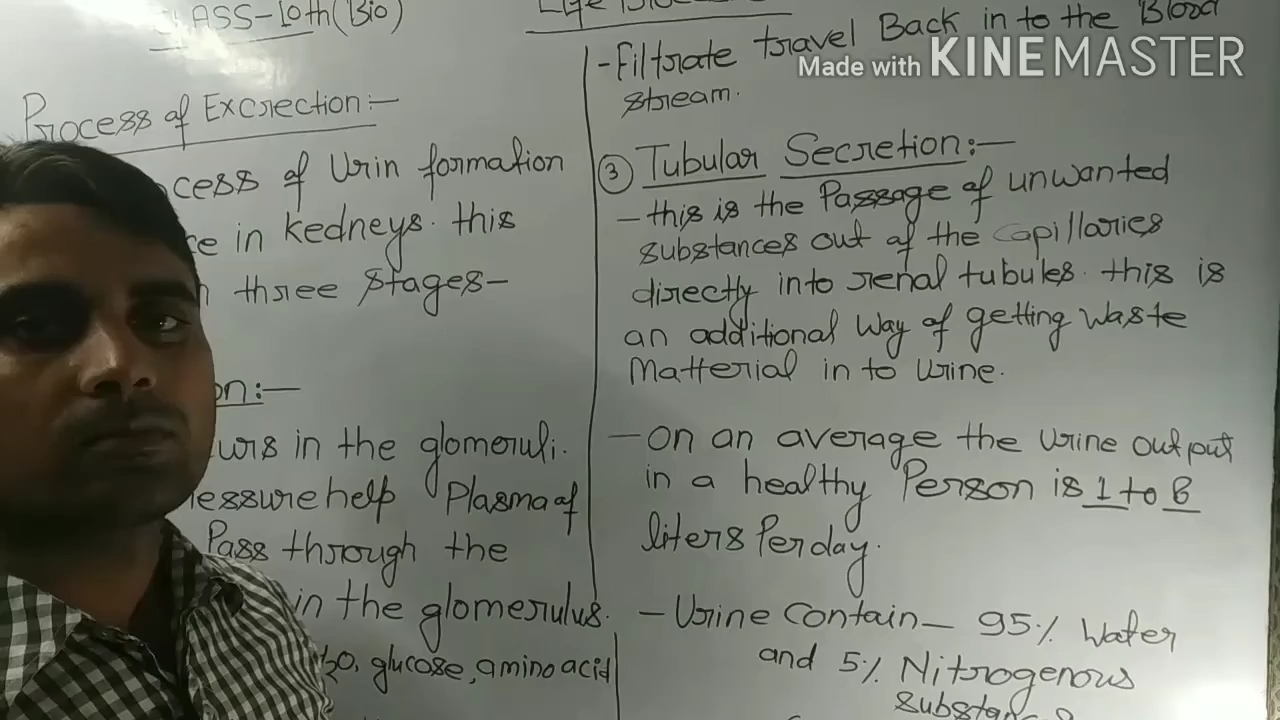 CLASS-10th (Bio)
Process of Excrection:-
cess of Urin formation
ce in kedneys. this
three stages-
on:-
urs in the glomeruli.
essure help Plasma of
Pass through the
in the glomerulus.
H2O, glucose, amino acid
- Filtrate travel Back in to the Blood
stream.
③ Tubular Secretion:-
- this is the Passage of unwanted
substances out of the capillaries
directly into renal tubules. this is
an additional Way of getting waste
Matterial in to Urine.
- On an average the Urine output
in a healthy Person is 1 to
liters Per day.
- Urine Contain - 95% Water
and 5% Nitrogenous
substance
Made with KINEMASTER